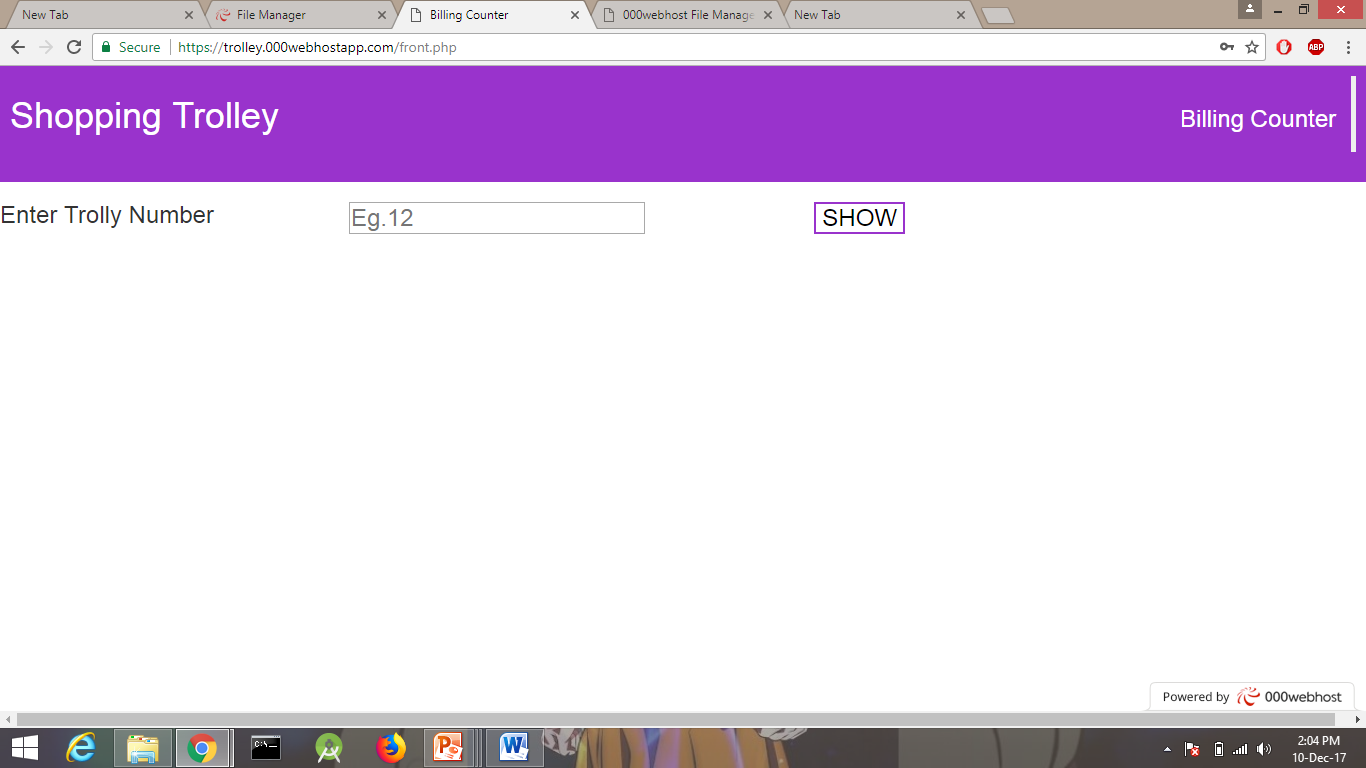 New Tab
File Manager
Billing Counter
000webhost File Manage
New Tab
Secure
https://trolley.000webhostapp.com/front.php
ABP
Shopping Trolley
Billing Counter
Enter Trolly Number
Eg.12
SHOW
Powered by 000webhost
C:\
2:04 PM
10-Dec-17